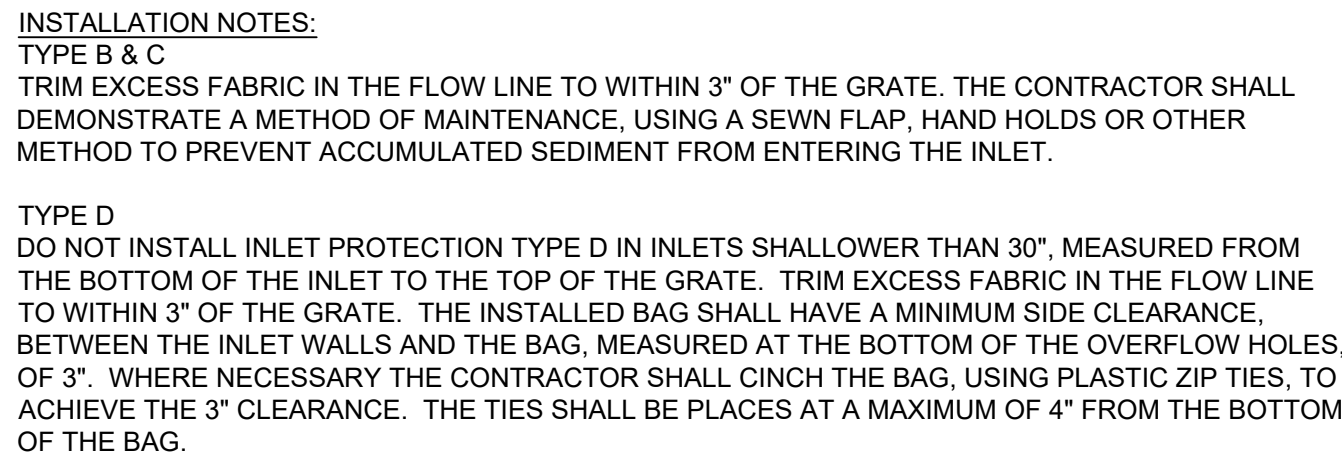 INSTALLATION NOTES:
TYPE B & C
TRIM EXCESS FABRIC IN THE FLOW LINE TO WITHIN 3" OF THE GRATE. THE CONTRACTOR SHALL
DEMONSTRATE A METHOD OF MAINTENANCE, USING A SEWN FLAP, HAND HOLDS OR OTHER
METHOD TO PREVENT ACCUMULATED SEDIMENT FROM ENTERING THE INLET.
TYPE D
DO NOT INSTALL INLET PROTECTION TYPE D IN INLETS SHALLOWER THAN 30", MEASURED FROM
THE BOTTOM OF THE INLET TO THE TOP OF THE GRATE. TRIM EXCESS FABRIC IN THE FLOW LINE
TO WITHIN 3" OF THE GRATE. THE INSTALLED BAG SHALL HAVE A MINIMUM SIDE CLEARANCE,
BETWEEN THE INLET WALLS AND THE BAG, MEASURED AT THE BOTTOM OF THE OVERFLOW HOLES,
OF 3". WHERE NECESSARY THE CONTRACTOR SHALL CINCH THE BAG, USING PLASTIC ZIP TIES, TO
ACHIEVE THE 3" CLEARANCE. THE TIES SHALL BE PLACES AT A MAXIMUM OF 4" FROM THE BOTTOM
OF THE BAG.